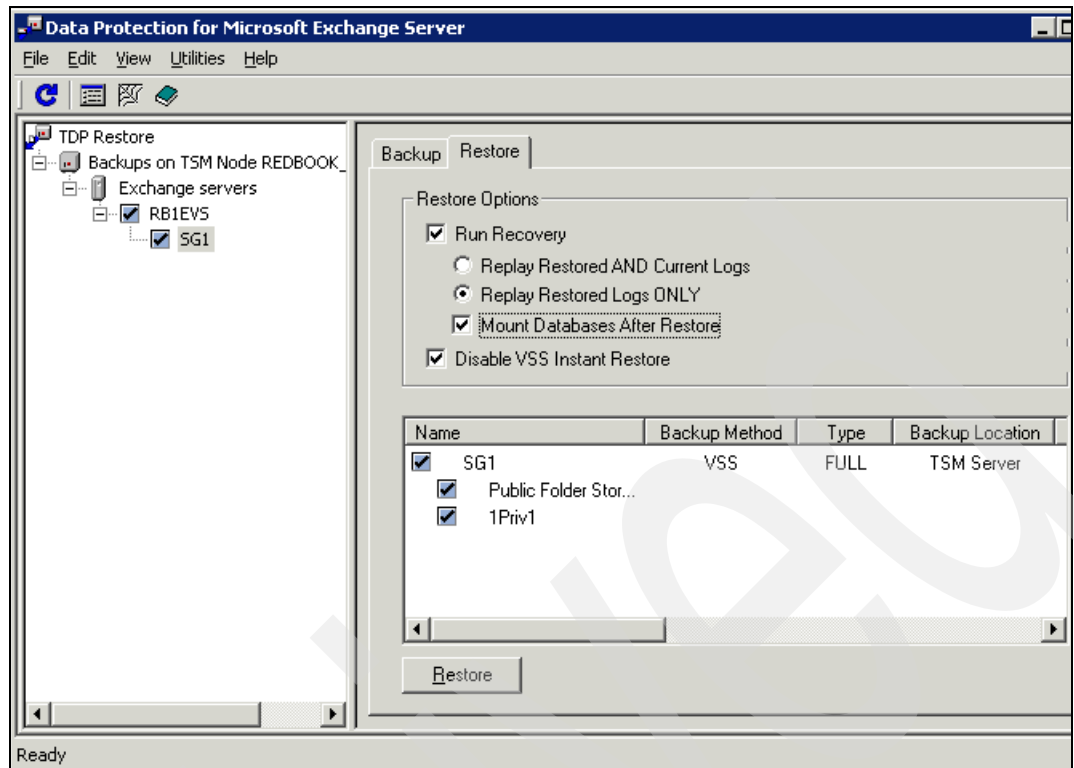 Data Protection for Microsoft Exchange Server
File Edit View Utilities Help
TDP Restore
Backups on TSM Node REDBOOK_
Exchange servers
RB1EVS
SG1
Backup Restore
Restore Options
Run Recovery
Replay Restored AND Current Logs
Replay Restored Logs ONLY
Mount Databases After Restore
Disable VSS Instant Restore
Name Backup Method Type Backup Location
SG1 VSS FULL TSM Server
Public Folder Stor...
1Priv1
Restore
Ready